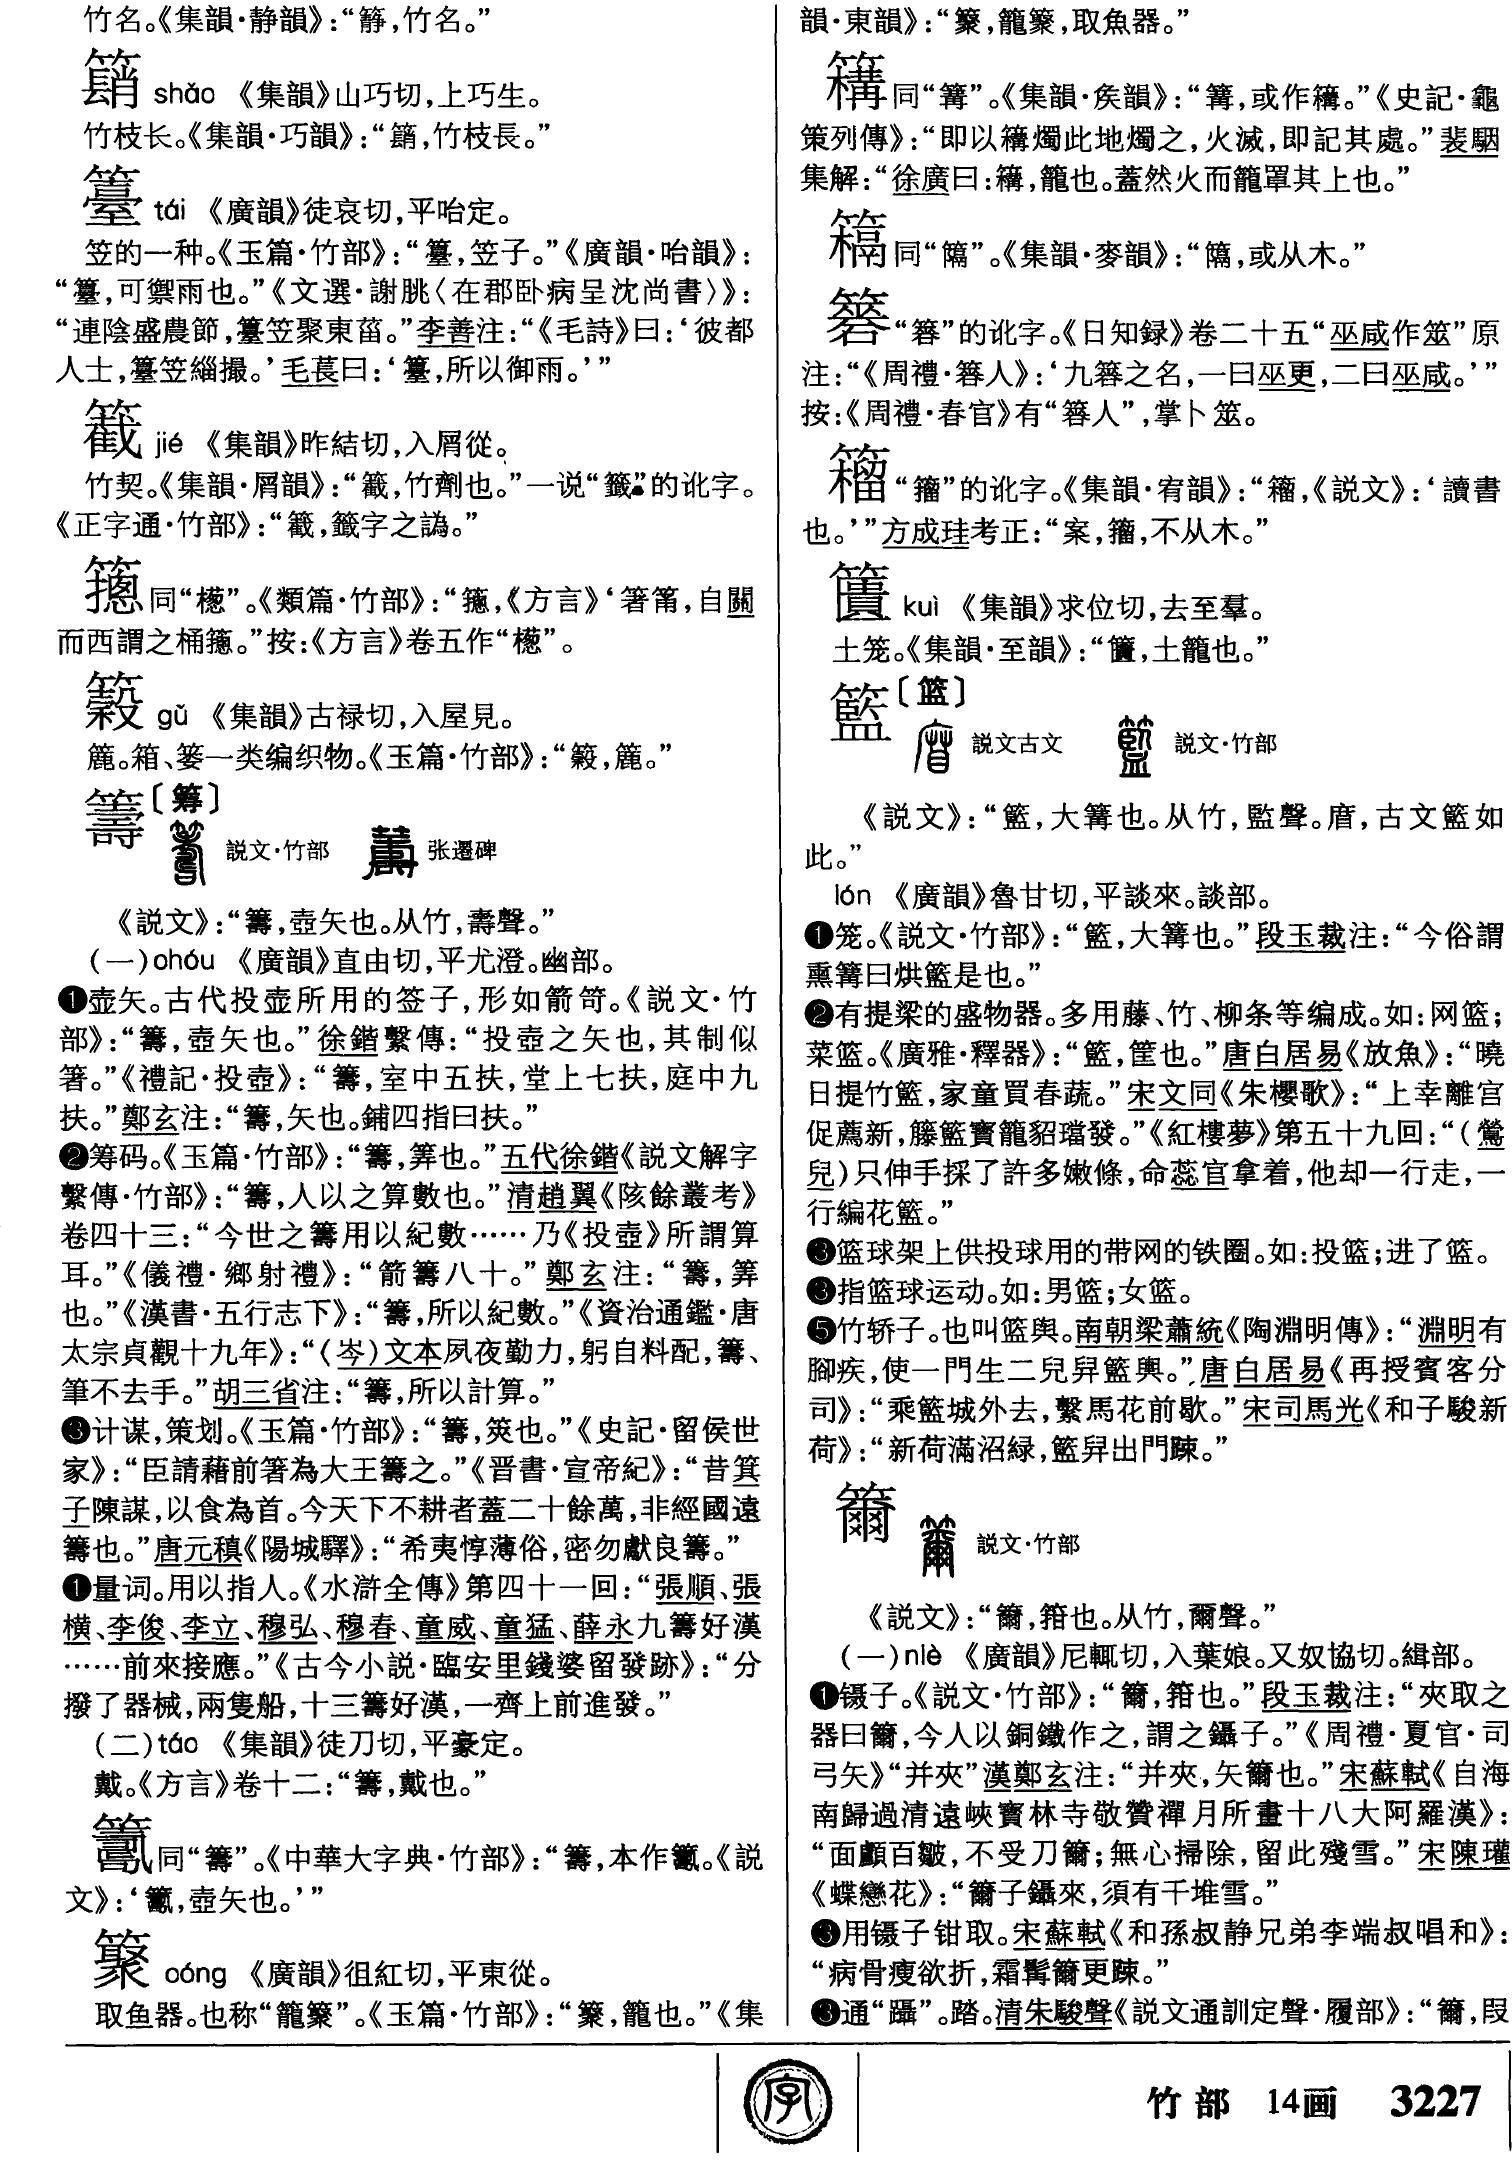 竹名。《集韻·静韻》：“竫，竹名。”
shǎo 《集韻》山巧切，上巧生。
竹枝长。《集韻·巧韻》：“䈾，竹枝長。”
籉 tái 《廣韻》徒哀切，平咍定。
笠的一种。《玉篇·竹部》：“籉，笠子。”《廣韻·咍韻》：
“籉，可禦雨也。”《文選·謝朓〈在郡卧病呈沈尚書〉》：
“連陰盛農節，籉笠聚東菑。”李善注：“《毛詩》曰：‘彼都
人士，籉笠緇撮。’毛萇曰：‘籉，所以御雨。’”
jié 《集韻》昨結切，入屑從。
竹契。《集韻·屑韻》：“，竹劑也。”一说“籤”的讹字。
《正字通·竹部》：“，籤字之譌。”
同“”。《類篇·竹部》：“，《方言》‘箸筩，自關
而西謂之桶。”按：《方言》卷五作“”。
gǔ 《集韻》古禄切，入屋見。
簏。箱、篓一类编织物。《玉篇·竹部》：“，簏。”
籌〔筹〕
説文·竹部 张遷碑
《説文》：“籌，壺矢也。从竹，壽聲。”
(一)ohóu 《廣韻》直由切，平尤澄。幽部。
❶壶矢。古代投壶所用的签子，形如箭笴。《説文·竹
部》：“籌，壺矢也。”徐鍇繫傳：“投壺之矢也，其制似
箸。”《禮記·投壺》：“籌，室中五扶，堂上七扶，庭中九
扶。”鄭玄注：“籌，矢也。鋪四指曰扶。”
❷筹码。《玉篇·竹部》：“籌，筭也。”五代徐鍇《説文解字
繫傳·竹部》：“籌，人以之算數也。”清趙翼《陔餘叢考》
卷四十三：“今世之籌用以紀數……乃《投壺》所謂算
耳。”《儀禮·鄉射禮》：“箭籌八十。”鄭玄注：“籌，筭
也。”《漢書·五行志下》：“籌，所以紀數。”《資治通鑑·唐
太宗貞觀十九年》：“（岑）文本夙夜勤力，躬自料配，籌、
筆不去手。”胡三省注：“籌，所以計算。”
❸计谋，策划。《玉篇·竹部》：“籌，筴也。”《史記·留侯世
家》：“臣請藉前箸為大王籌之。”《晋書·宣帝紀》：“昔箕
子陳謀，以食為首。今天下不耕者蓋二十餘萬，非經國遠
籌也。”唐元稹《陽城驛》：“希夷惇薄俗，密勿獻良籌。”
❶量词。用以指人。《水滸全傳》第四十一回：“張順、張
横、李俊、李立、穆弘、穆春、童威、童猛、薛永九籌好漢
……前來接應。”《古今小説·臨安里錢婆留發跡》：“分
撥了器械，兩隻船，十三籌好漢，一齊上前進發。”
(二)táo 《集韻》徒刀切，平豪定。
戴。《方言》卷十二：“籌，戴也。”
同“籌”。《中華大字典·竹部》：“籌，本作。《説
文》：‘，壺矢也。’”
oóng 《廣韻》徂紅切，平東從。
取鱼器。也称“籠䉘”。《玉篇·竹部》：“䉘，籠也。”《集
韻·東韻》：“䉘，籠䉘，取魚器。”
同“篝”。《集韻·矦韻》：“篝，或作。”《史記·龜
策列傳》：“即以燭此地燭之，火滅，即記其處。”裴駰
集解：“徐廣曰：，籠也。蓋然火而籠罩其上也。”
同“”。《集韻·麥韻》：“，或从木。”
“簭”的讹字。《日知録》卷二十五“巫咸作筮”原
注：“《周禮·簭人》：‘九簭之名，一曰巫更，二曰巫咸。’”
按：《周禮·春官》有“簭人”，掌卜筮。
“籀”的讹字。《集韻·宥韻》：“，《説文》：‘讀書
也。’”方成珪考正：“案，籀，不从木。”
kuì 《集韻》求位切，去至羣。
土笼。《集韻·至韻》：“，土籠也。”
籃〔篮〕
説文古文 説文·竹部
《説文》：“籃，大篝也。从竹，監聲。，古文籃如
此。”
lón 《廣韻》魯甘切，平談來。談部。
❶笼。《説文·竹部》：“籃，大篝也。”段玉裁注：“今俗謂
熏篝曰烘籃是也。”
❷有提梁的盛物器。多用藤、竹、柳条等编成。如：网篮；
菜篮。《廣雅·釋器》：“籃，筐也。”唐白居易《放魚》：“曉
日提竹籃，家童買春蔬。”宋文同《朱櫻歌》：“上幸離宫
促薦新，籐籃寶籠貂璫發。”《紅樓夢》第五十九回：“（鶯
兒）只伸手採了許多嫩條，命蕊官拿着，他却一行走，一
行編花籃。”
❸篮球架上供投球用的带网的铁圈。如：投篮；进了篮。
❸指篮球运动。如：男篮；女篮。
❺竹轿子。也叫篮舆。南朝梁蕭統《陶淵明傳》：“淵明有
腳疾，使一門生二兒舁籃輿。”唐白居易《再授賓客分
司》：“乘籃城外去，繫馬花前歇。”宋司馬光《和子駿新
荷》：“新荷滿沼緑，籃舁出門踈。”
籋
説文·竹部
《説文》：“籋，箝也。从竹，爾聲。”
(一)niè 《廣韻》尼輒切，入葉娘。又奴協切。緝部。
❶镊子。《説文·竹部》：“籋，箝也。”段玉裁注：“夾取之
器曰籋，今人以銅鐵作之，謂之鑷子。”《周禮·夏官·司
弓矢》“并夾”漢鄭玄注：“并夾，矢籋也。”宋蘇軾《自海
南歸過清遠峽寶林寺敬贊禪月所畫十八大阿羅漢》：
“面顱百皺，不受刀籋；無心掃除，留此殘雪。”宋陳瓘
《蝶戀花》：“籋子鑷來，須有千堆雪。”
❸用镊子钳取。宋蘇軾《和孫叔静兄弟李端叔唱和》：
“病骨瘦欲折，霜髯籋更踈。”
❸通“躡”。踏。清朱駿聲《説文通訓定聲·履部》：“籋，叚
字
竹部 14画 3227